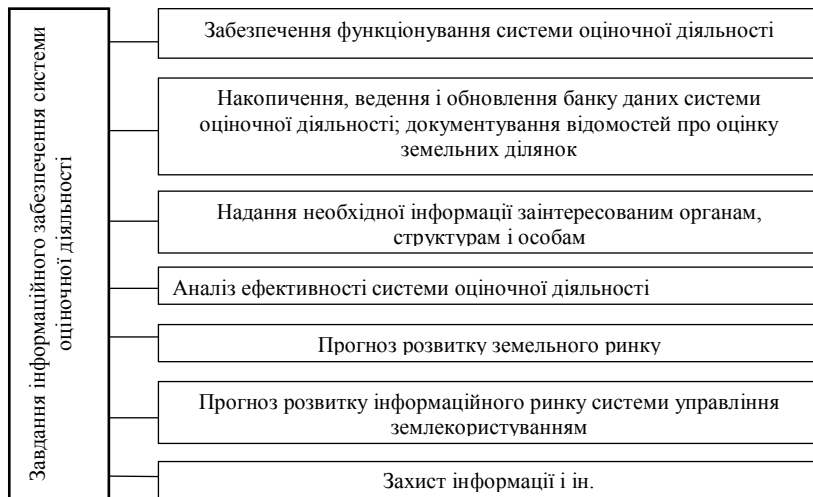 Завдання інформаційного забезпечення системи
оціночної діяльності
Забезпечення функціонування системи оціночної діяльності
Накопичення, ведення і обновлення банку даних системи
оціночної діяльності; документування відомостей про оцінку
земельних ділянок
Надання необхідної інформації заінтересованим органам,
структурам і особам
Аналіз ефективності системи оціночної діяльності
Прогноз розвитку земельного ринку
Прогноз розвитку інформаційного ринку системи управління
землекористуванням
Захист інформації і ін.